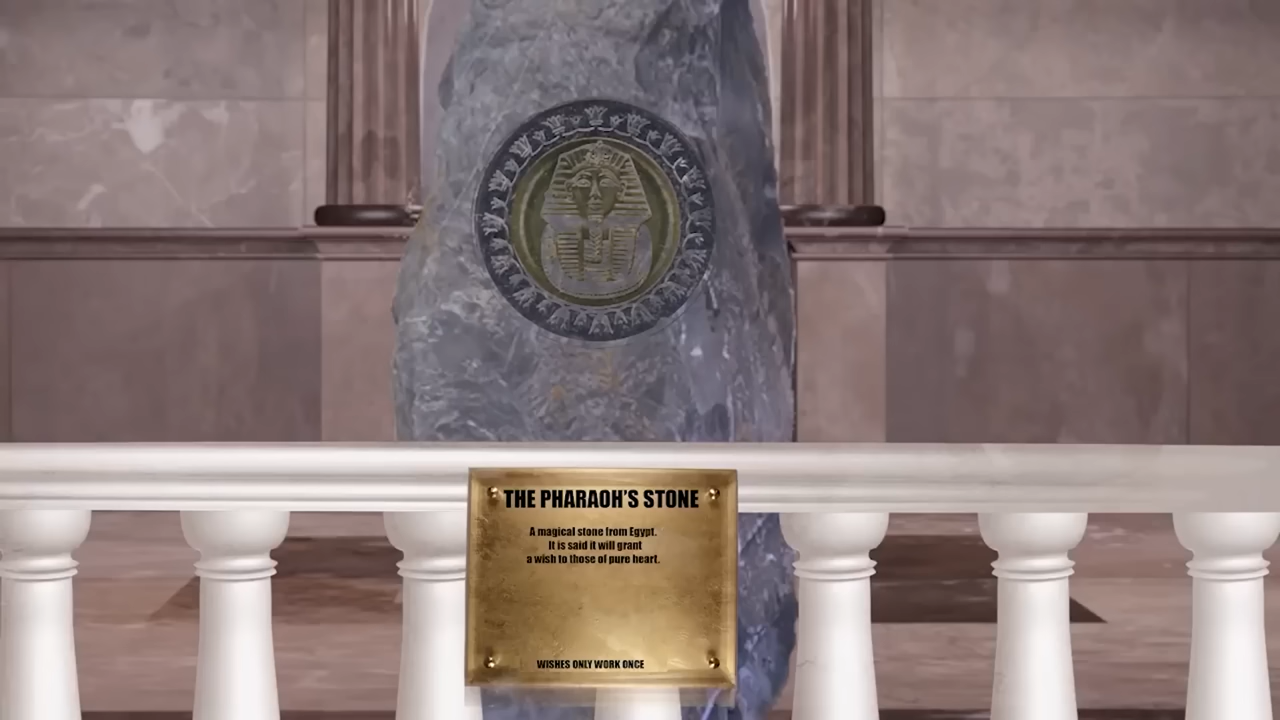 THE PHARAOH'S STONE
A magical stone from Egypt.
It is said it will grant
a wish to those of pure heart.
WISHES ONLY WORK ONCE